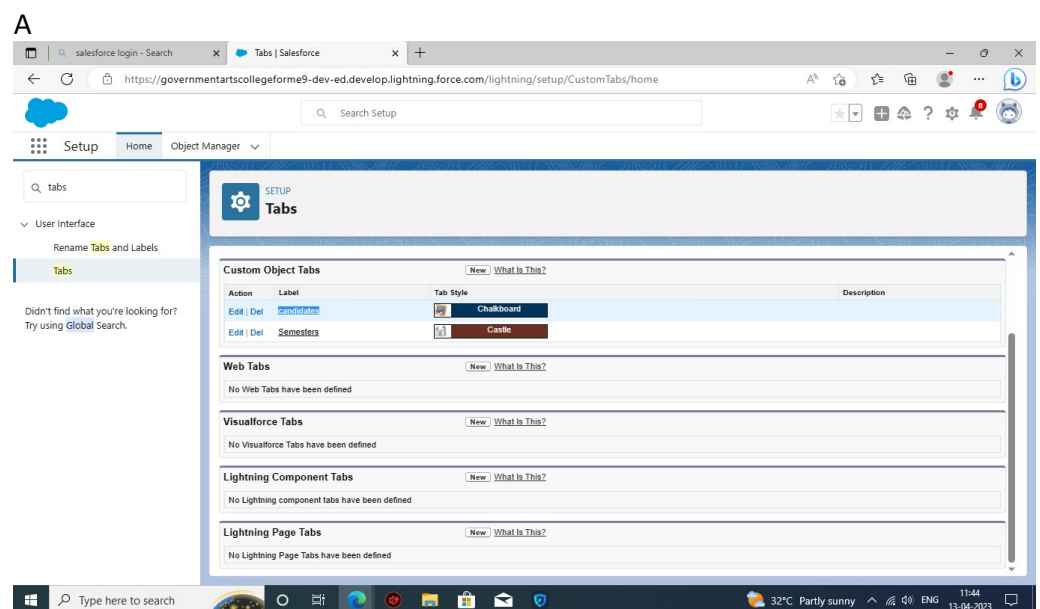 A
salesforce login - Search
Tabs | Salesforce
https://governmentartscollegeforme9-dev-ed.develop.lightning.force.com/lightning/setup/CustomTabs/home
Search Setup
8
Setup Home Object Manager
tabs
User Interface
Rename Tabs and Labels
Tabs
Didn't find what you're looking for?
Try using Global Search.
SETUP
Tabs
Custom Object Tabs New What Is This?
Action Label Tab Style Description
Edit | Del candidates Chalkboard
Edit | Del Semesters Castle
Web Tabs New What Is This?
No Web Tabs have been defined
Visualforce Tabs New What Is This?
No Visualforce Tabs have been defined
Lightning Component Tabs New What Is This?
No Lightning component tabs have been defined
Lightning Page Tabs New What Is This?
No Lightning Page Tabs have been defined
Type here to search
32°C Partly sunny ENG 11:44
13-04-2023